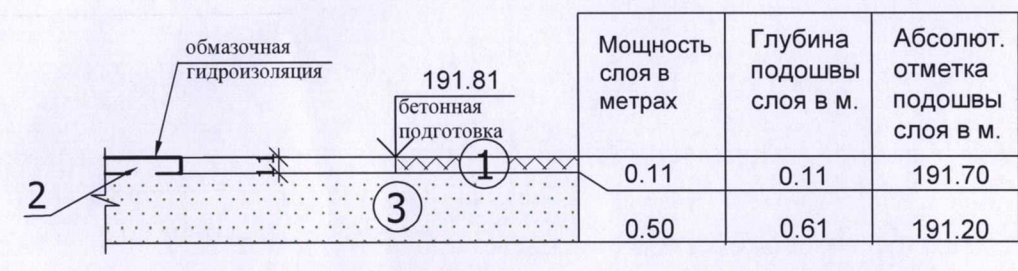 обмазочная
гидроизоляция
191.81
бетонная
подготовка
2
11
1
3
Мощность
слоя в
метрах
Глубина
подошвы
слоя в м.
Абсолют.
отметка
подошвы
слоя в м.
0.11 0.11 191.70
0.50 0.61 191.20